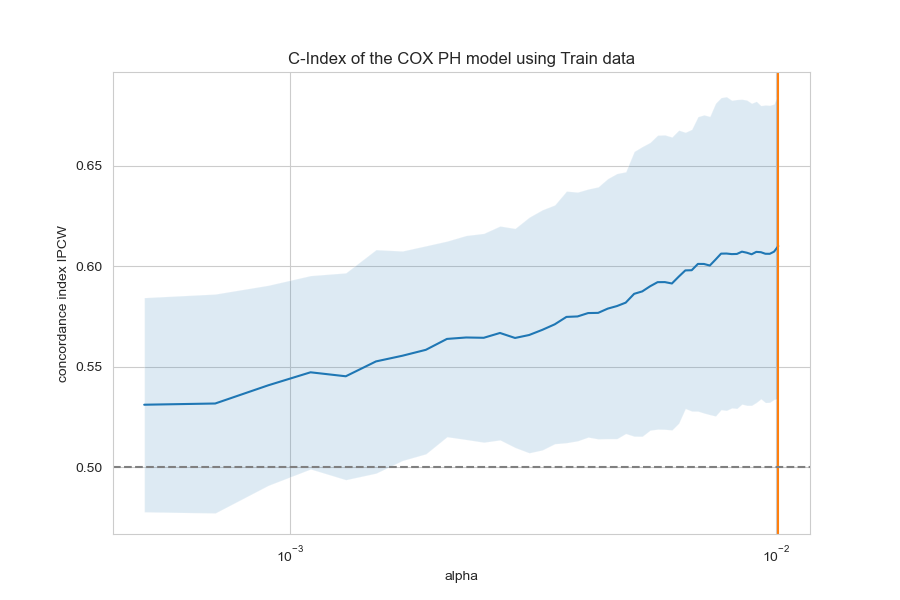 C-Index of the COX PH model using Train data
concordance index IPCW
0.65
0.60
0.55
0.50
10⁻³
10⁻²
alpha